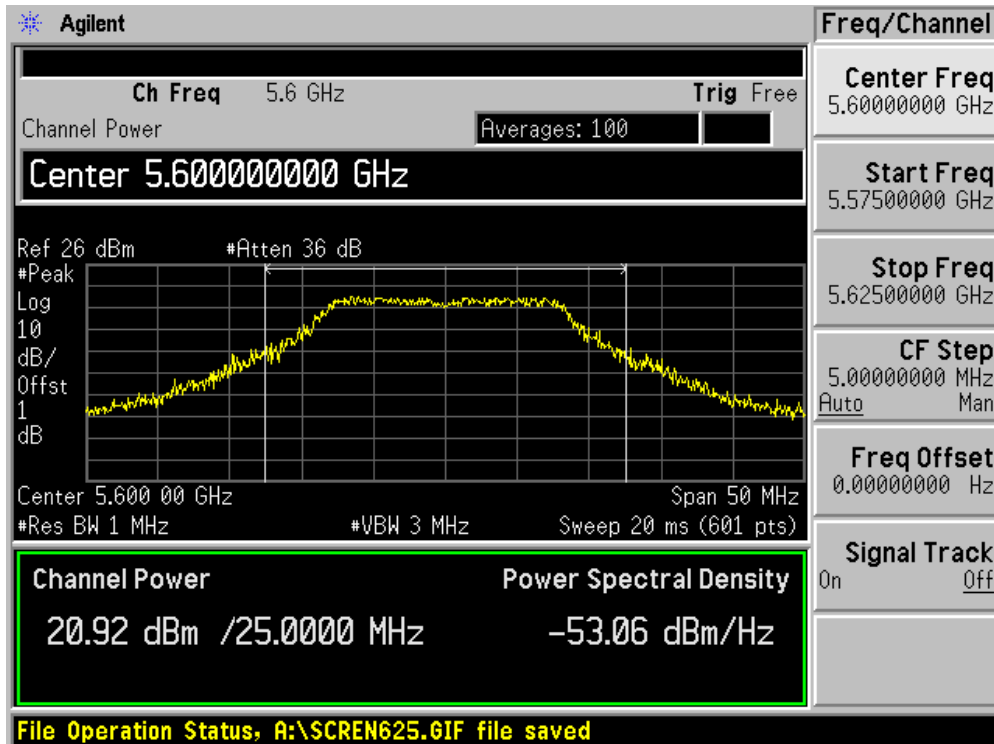 Agilent
Freq/Channel
Ch Freq 5.6 GHz Trig Free
Channel Power Averages: 100
Center 5.600000000 GHz
Ref 26 dBm #Atten 36 dB
#Peak
Log
10
dB/
Offst
1
dB
Center 5.600 00 GHz Span 50 MHz
#Res BW 1 MHz #VBW 3 MHz Sweep 20 ms (601 pts)
Channel Power Power Spectral Density
20.92 dBm /25.0000 MHz -53.06 dBm/Hz
File Operation Status, A:\SCREN625.GIF file saved
Center Freq
5.60000000 GHz
Start Freq
5.57500000 GHz
Stop Freq
5.62500000 GHz
CF Step
5.00000000 MHz
Auto Man
Freq Offset
0.00000000 Hz
Signal Track
On Off